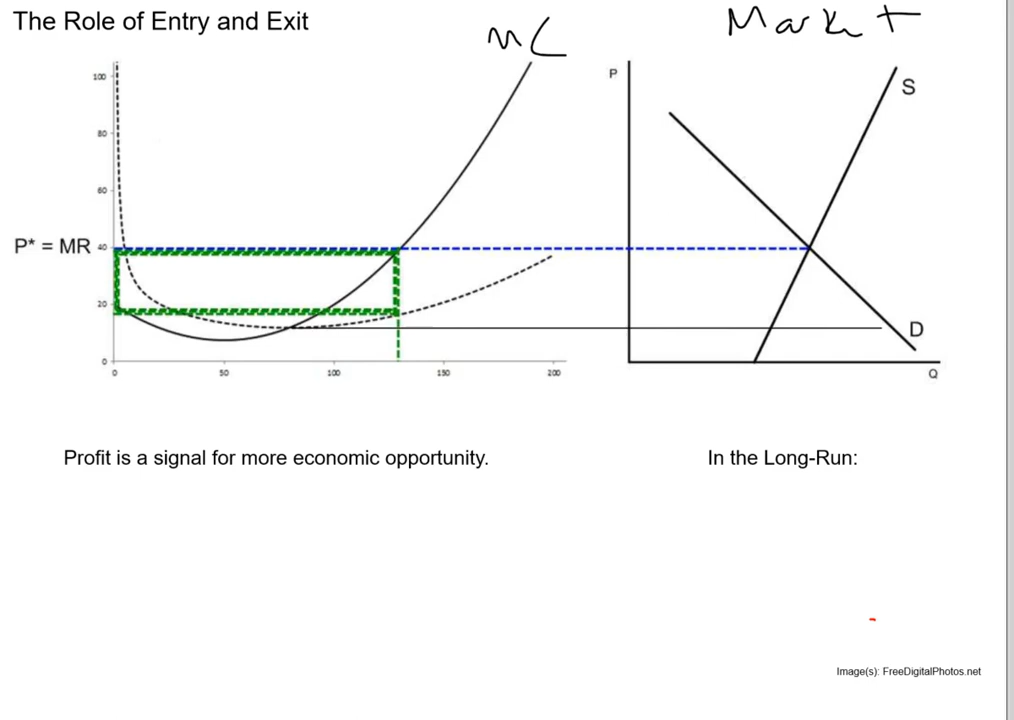 The Role of Entry and Exit
MC
Market
100
80
60
P* = MR 40
20
0
0 50 100 150 200
P
S
D
Q
Profit is a signal for more economic opportunity.
In the Long-Run:
Image(s): FreeDigitalPhotos.net